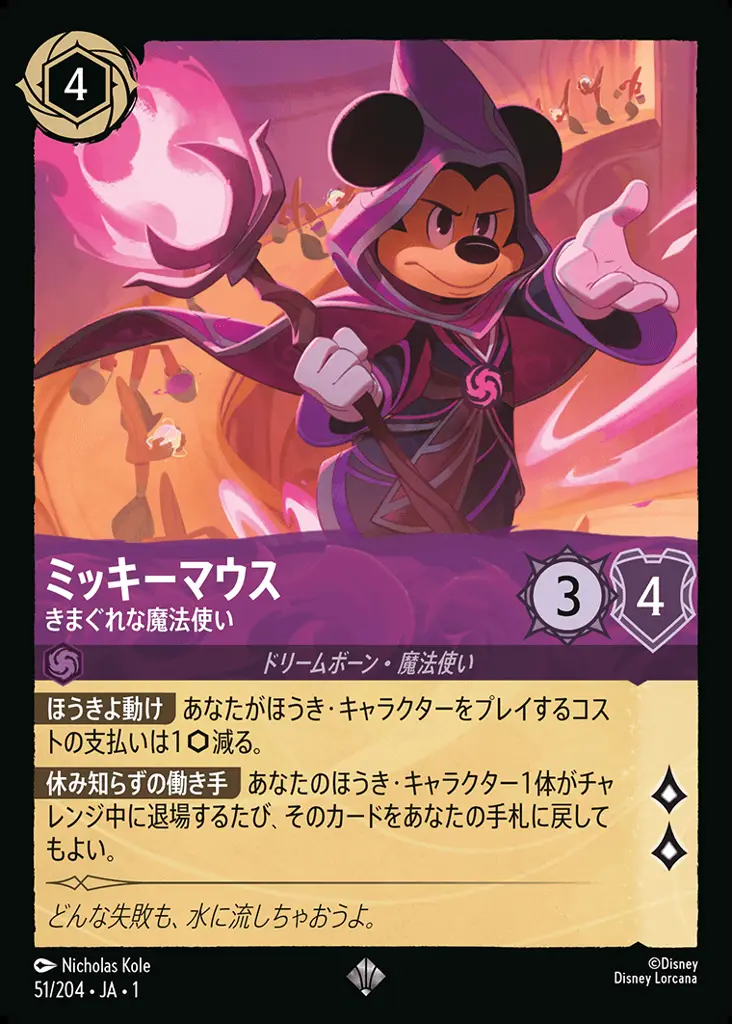 4
ミッキーマウス
きまぐれな魔法使い
3
4
ドリームボーン・魔法使い
ほうきよ動け あなたがほうき・キャラクターをプレイするコス
トの支払いは1⬡減る。
休み知らずの働き手 あなたのほうき・キャラクター1体がチャ
レンジ中に退場するたび、そのカードをあなたの手札に戻して
もよい。
どんな失敗も、水に流しちゃおうよ。
Nicholas Kole
51/204・JA・1
©Disney
Disney Lorcana